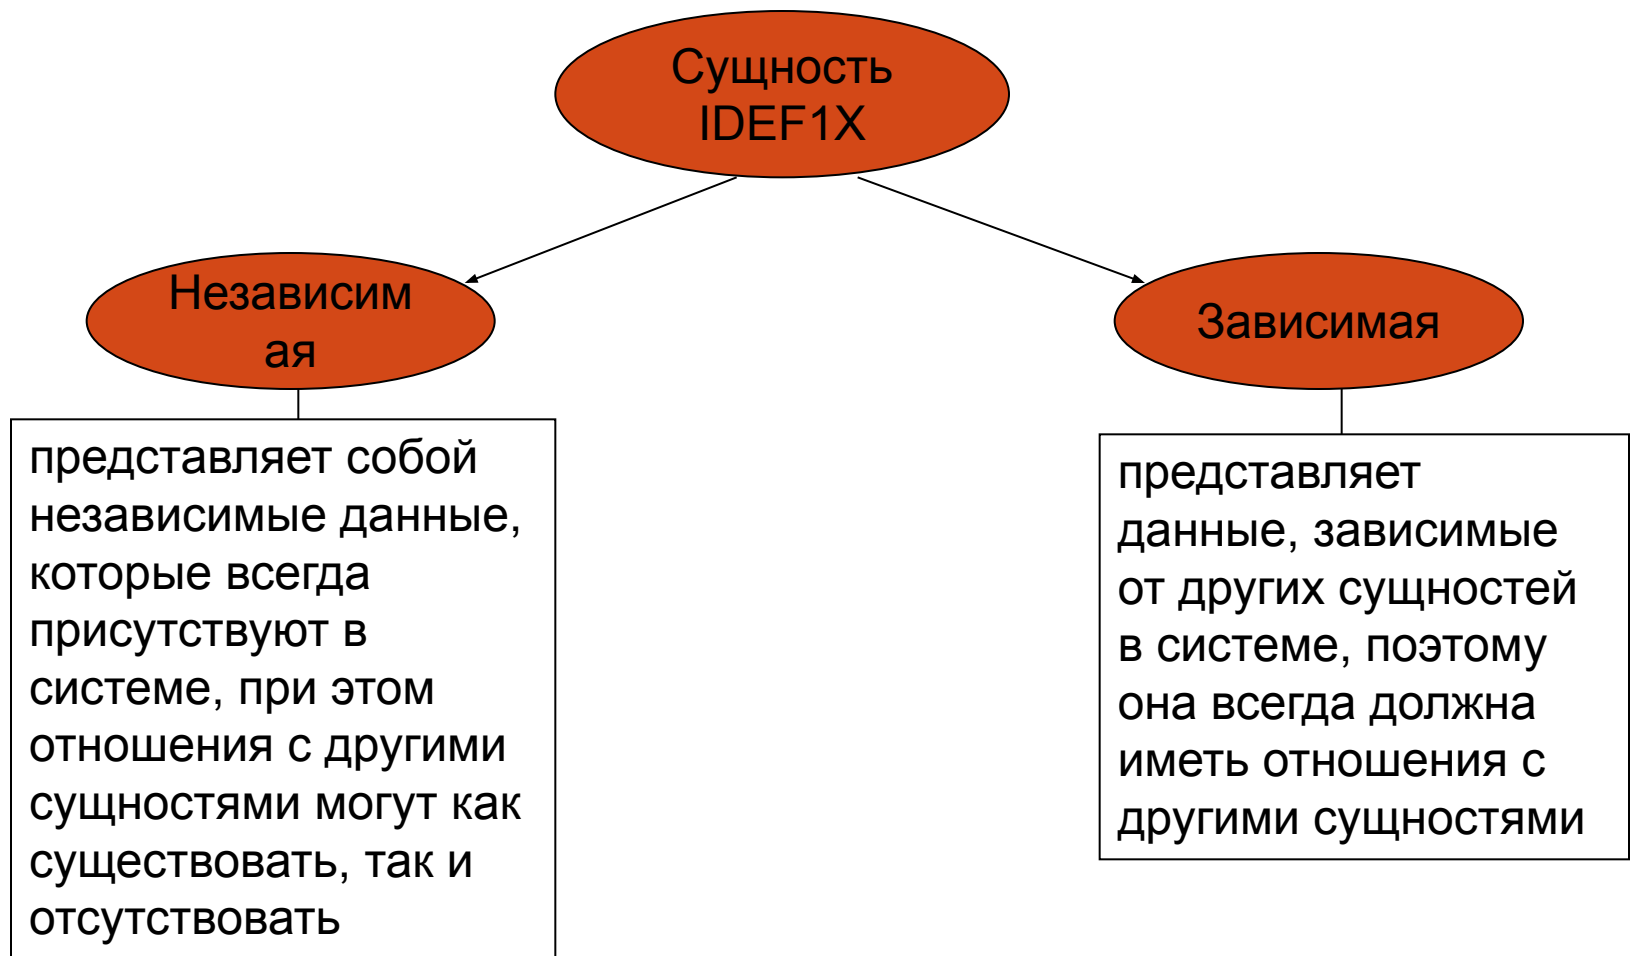 Сущность
IDEF1X
Независим
ая
Зависимая
представляет собой
независимые данные,
которые всегда
присутствуют в
системе, при этом
отношения с другими
сущностями могут как
существовать, так и
отсутствовать
представляет
данные, зависимые
от других сущностей
в системе, поэтому
она всегда должна
иметь отношения с
другими сущностями